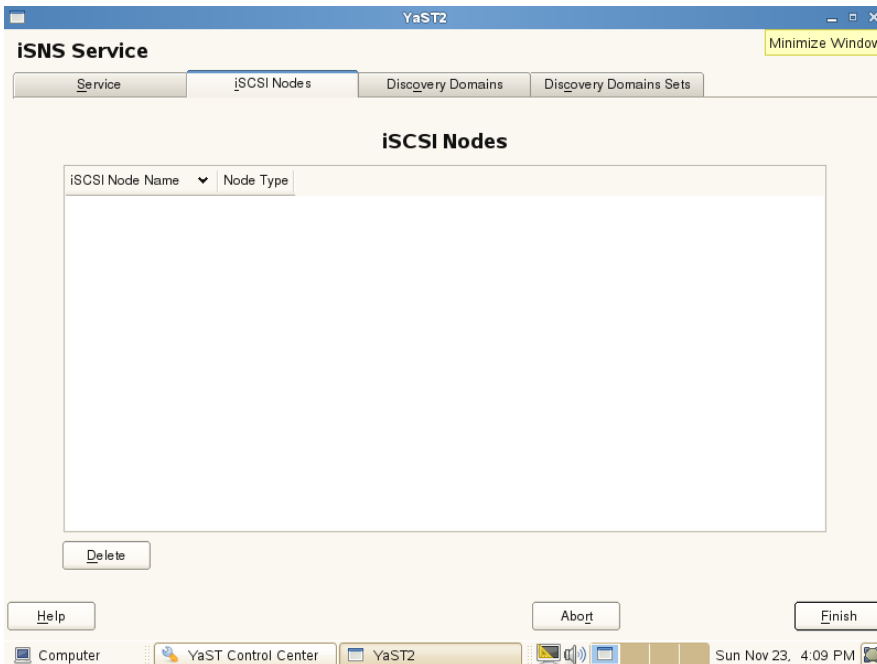 YaST2
Minimize Window
iSNS Service
Service
iSCSI Nodes
Discovery Domains
Discovery Domains Sets
iSCSI Nodes
iSCSI Node Name
Node Type
Delete
Help
Abort
Finish
Computer
YaST Control Center
YaST2
Sun Nov 23, 4:09 PM